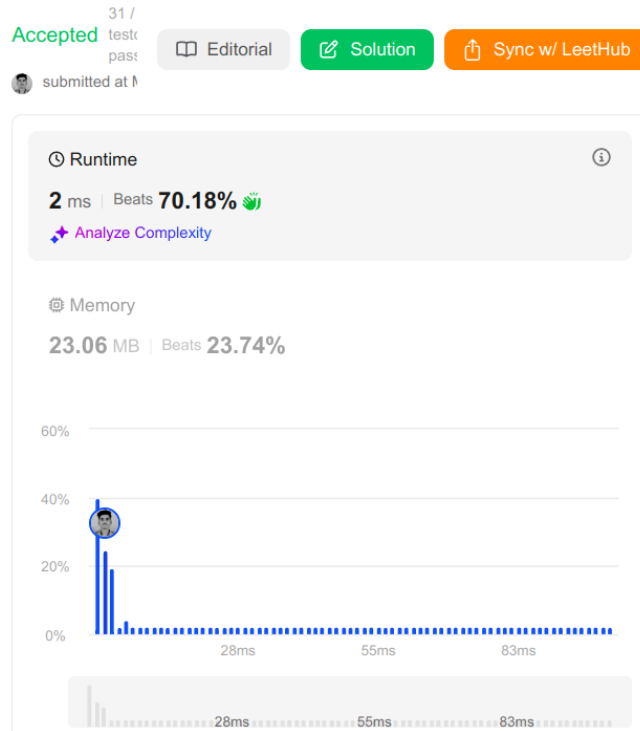 Accepted
31 /
pass
Editorial
Solution
Sync w/ LeetHub
submitted at
Runtime
2 ms
Beats 70.18%
Analyze Complexity
Memory
23.06 MB
Beats 23.74%
60%
40%
20%
0%
28ms 55ms 83ms
28ms 55ms 83ms